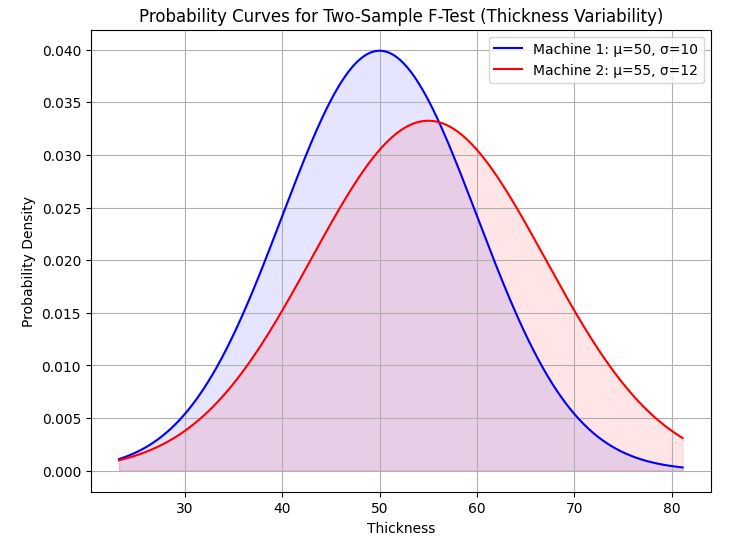 Probability Curves for Two-Sample F-Test (Thickness Variability)
Machine 1: μ=50, σ=10
Machine 2: μ=55, σ=12
Probability Density
0.040
0.035
0.030
0.025
0.020
0.015
0.010
0.005
0.000
30 40 50 60 70 80
Thickness